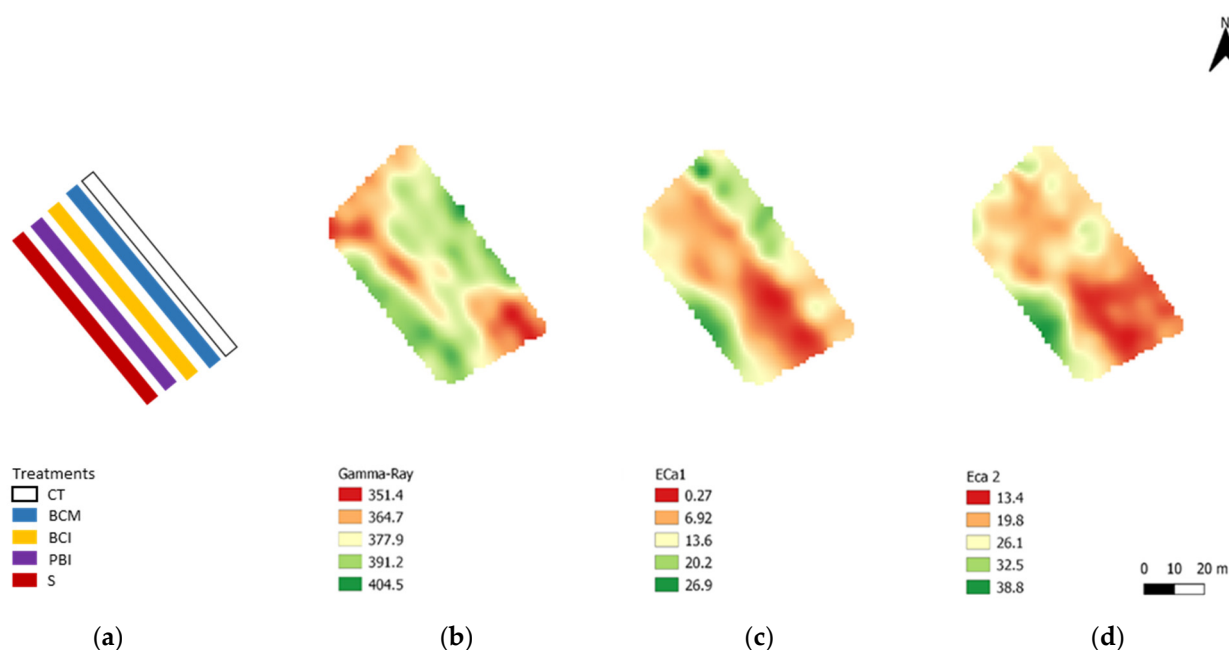 N
Treatments
CT
BCM
BCI
PBI
S
Gamma-Ray
351.4
364.7
377.9
391.2
404.5
ECa1
0.27
6.92
13.6
20.2
26.9
Eca 2
13.4
19.8
26.1
32.5
38.8
0 10 20 m
(a)
(b)
(c)
(d)